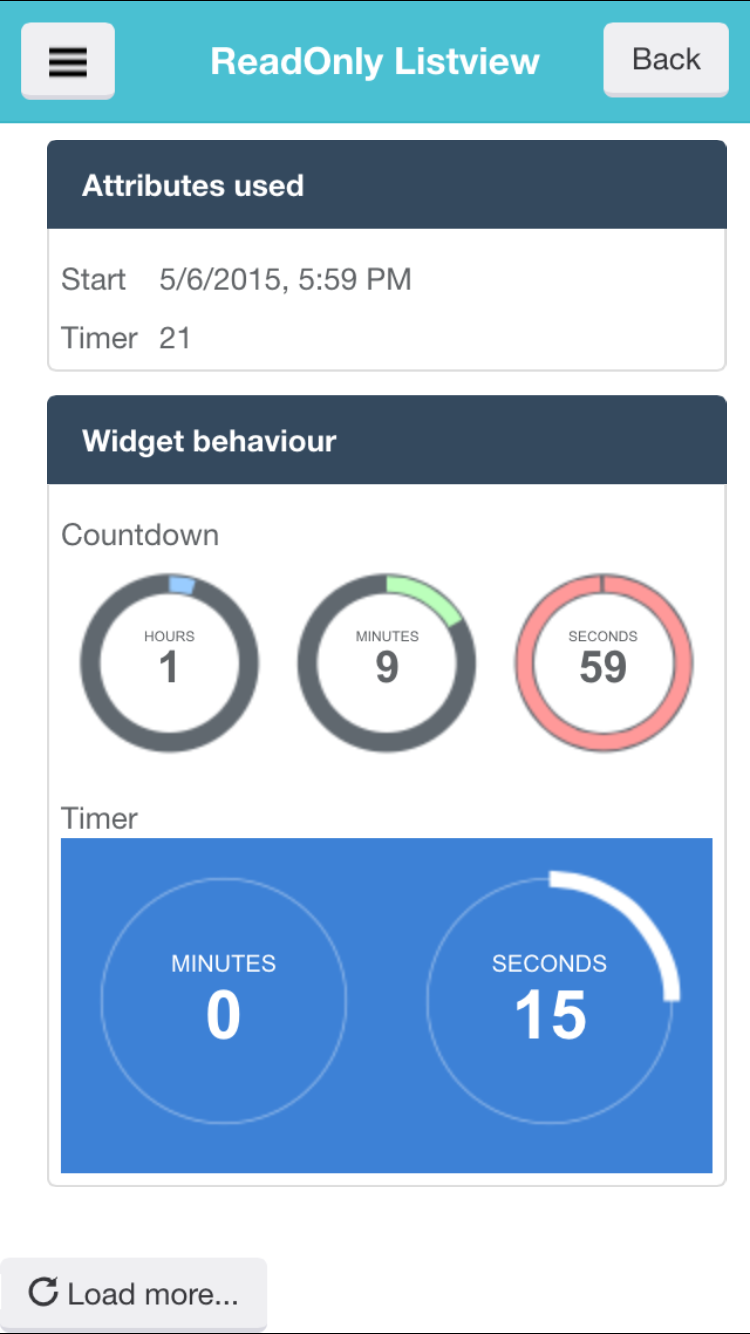 ReadOnly Listview Back
Attributes used
Start 5/6/2015, 5:59 PM
Timer 21
Widget behaviour
Countdown
HOURS MINUTES SECONDS
1 9 59
Timer
MINUTES SECONDS
0 15
Load more...